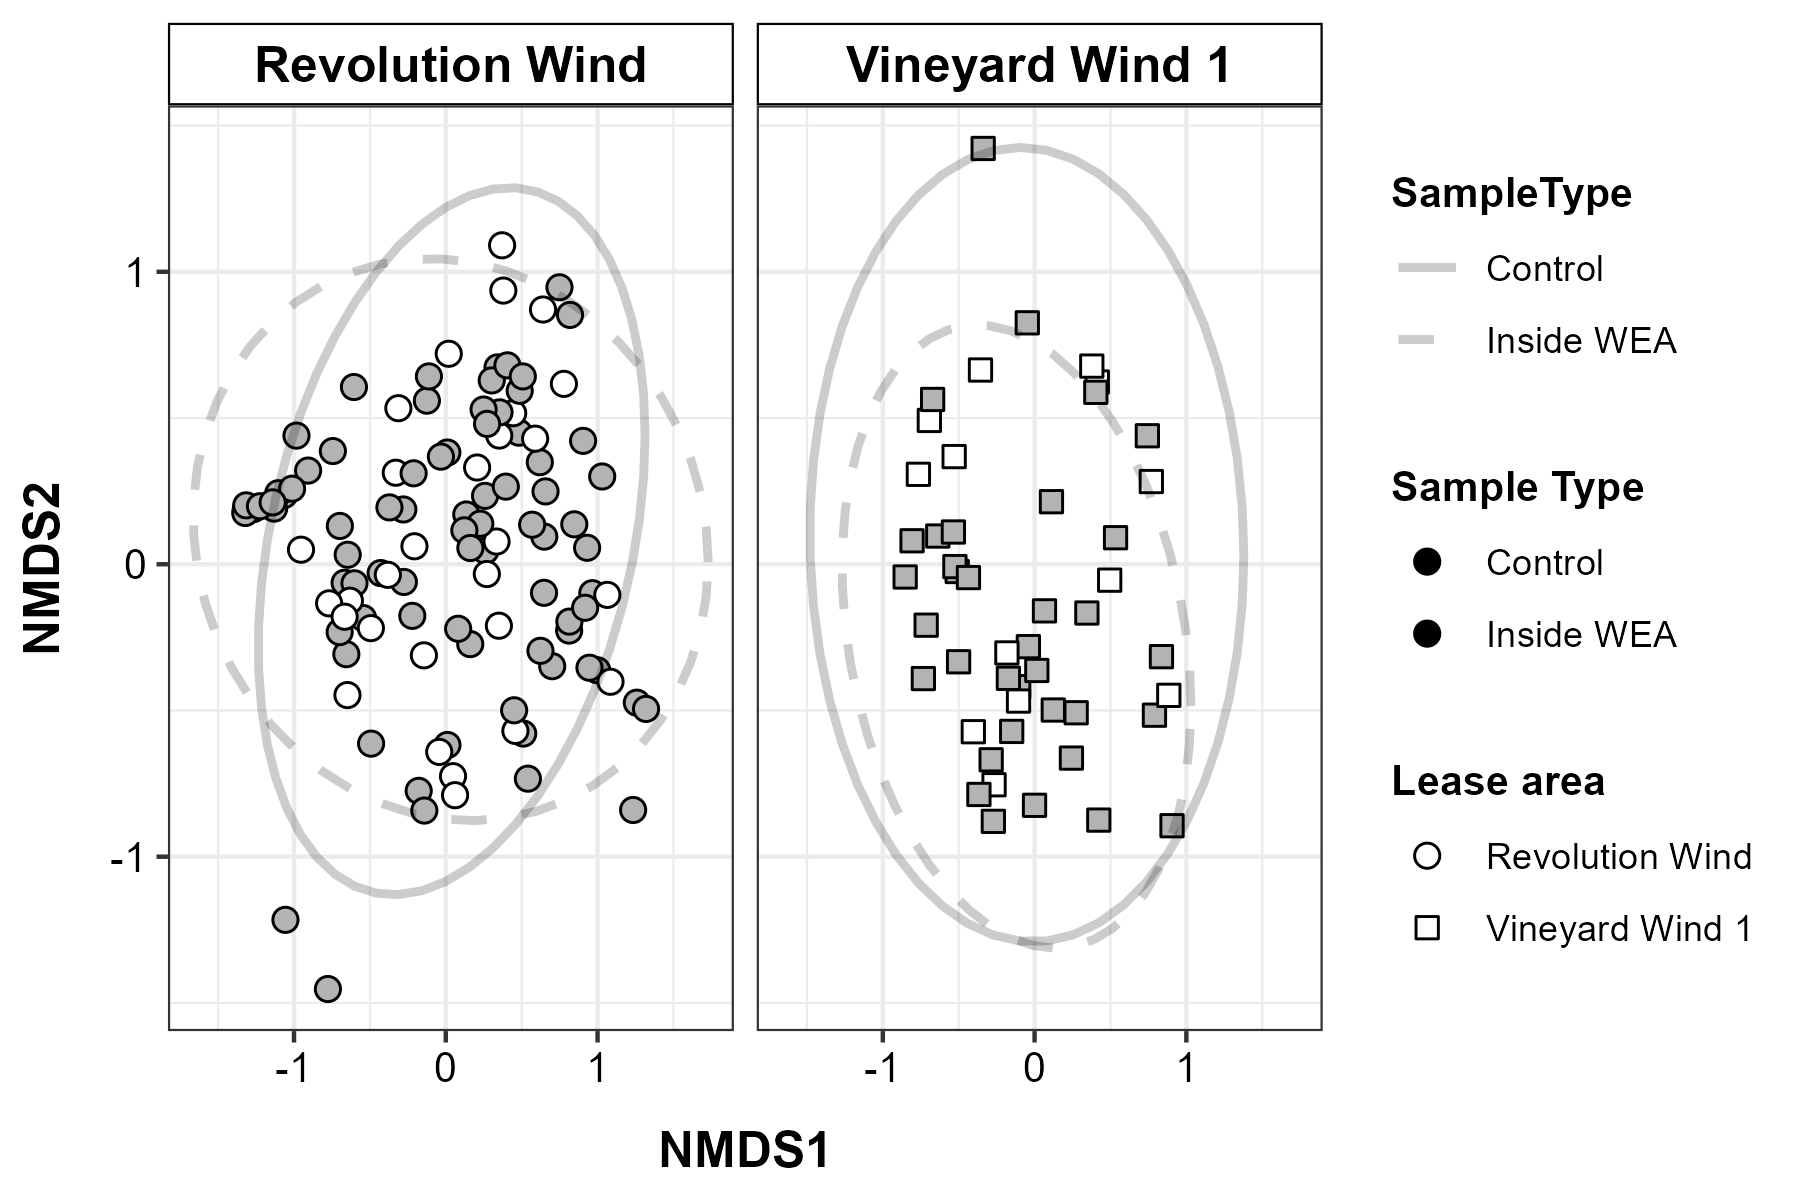 Revolution Wind
Vineyard Wind 1
NMDS2
1
0
-1
-1
0
1
-1
0
1
NMDS1
SampleType
Control
Inside WEA
Sample Type
Control
Inside WEA
Lease area
Revolution Wind
Vineyard Wind 1